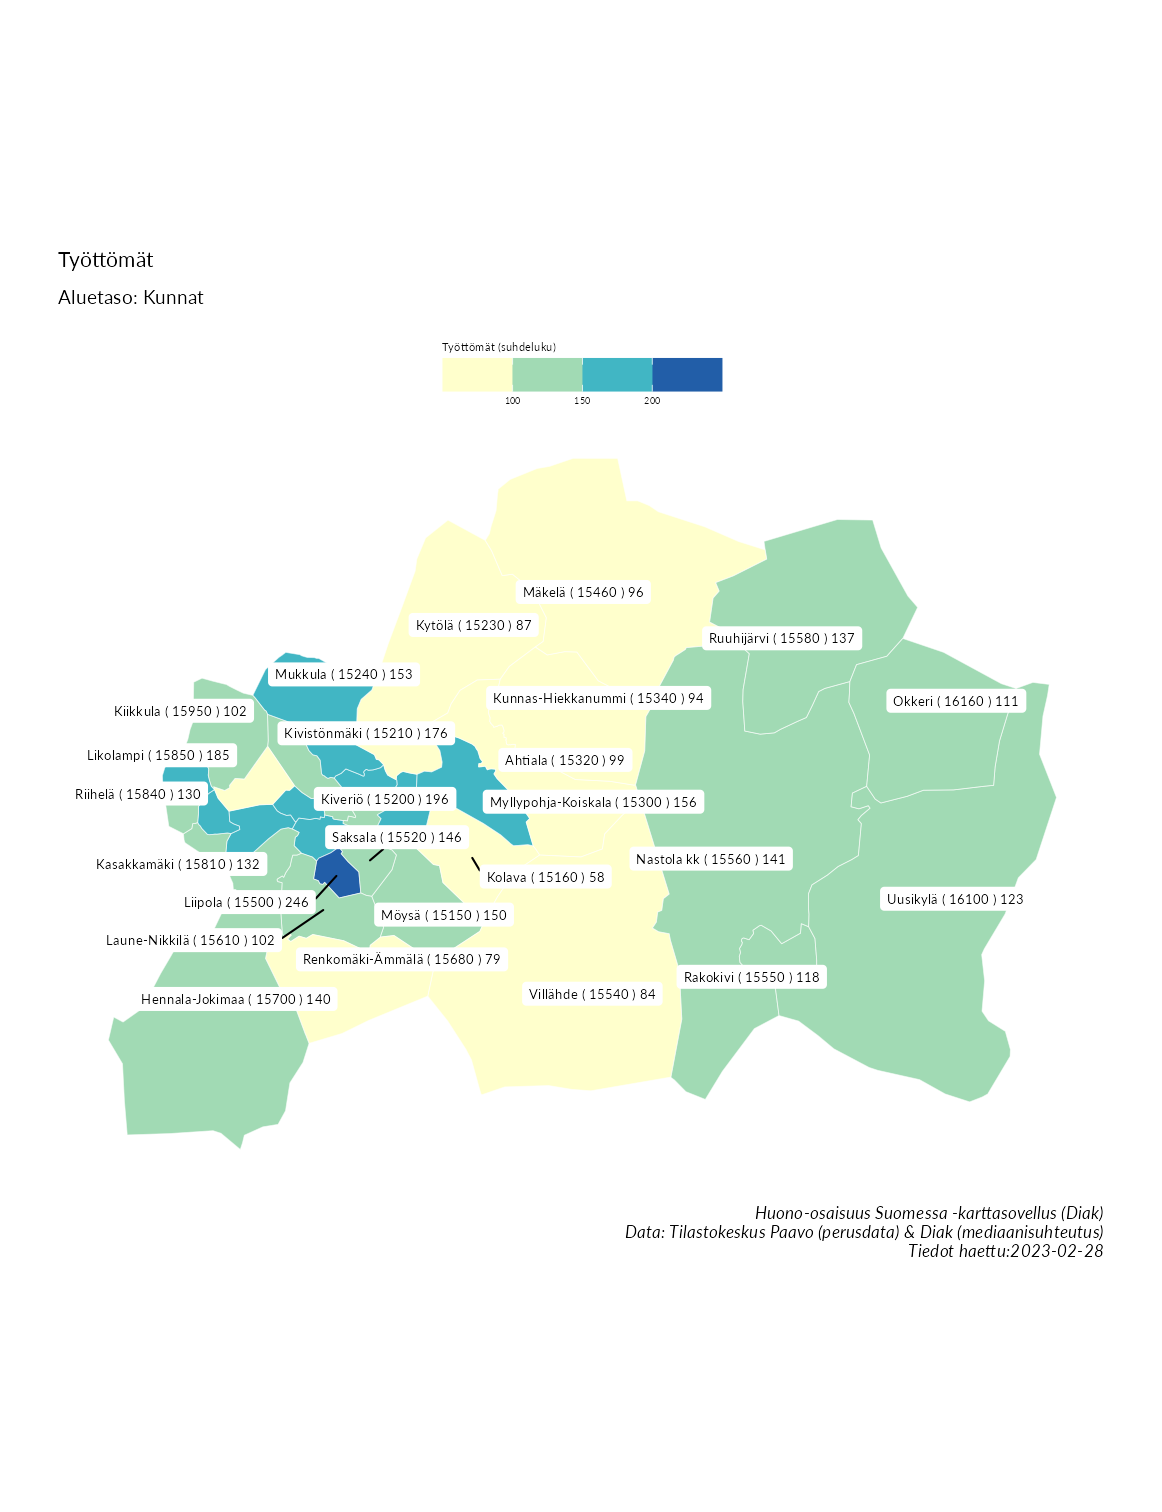 Työttömät
Aluetaso: Kunnat
Työttömät (suhdeluku)
100 150 200
Mäkelä ( 15460 ) 96
Kytölä ( 15230 ) 87
Ruuhijärvi ( 15580 ) 137
Mukkula ( 15240 ) 153
Kunnas-Hiekkanummi ( 15340 ) 94
Okkeri ( 16160 ) 111
Kiikkula ( 15950 ) 102
Kivistönmäki ( 15210 ) 176
Likolampi ( 15850 ) 185
Ahtiala ( 15320 ) 99
Riihelä ( 15840 ) 130
Kiveriö ( 15200 ) 196
Myllypohja-Koiskala ( 15300 ) 156
Saksala ( 15520 ) 146
Nastola kk ( 15560 ) 141
Kasakkamäki ( 15810 ) 132
Kolava ( 15160 ) 58
Uusikylä ( 16100 ) 123
Liipola ( 15500 ) 246
Möysä ( 15150 ) 150
Laune-Nikkilä ( 15610 ) 102
Renkomäki-Ämmälä ( 15680 ) 79
Rakokivi ( 15550 ) 118
Villähde ( 15540 ) 84
Hennala-Jokimaa ( 15700 ) 140
Huono-osaisuus Suomessa -karttasovellus (Diak)
Data: Tilastokeskus Paavo (perusdata) & Diak (mediaanisuhteutus)
Tiedot haettu:2023-02-28